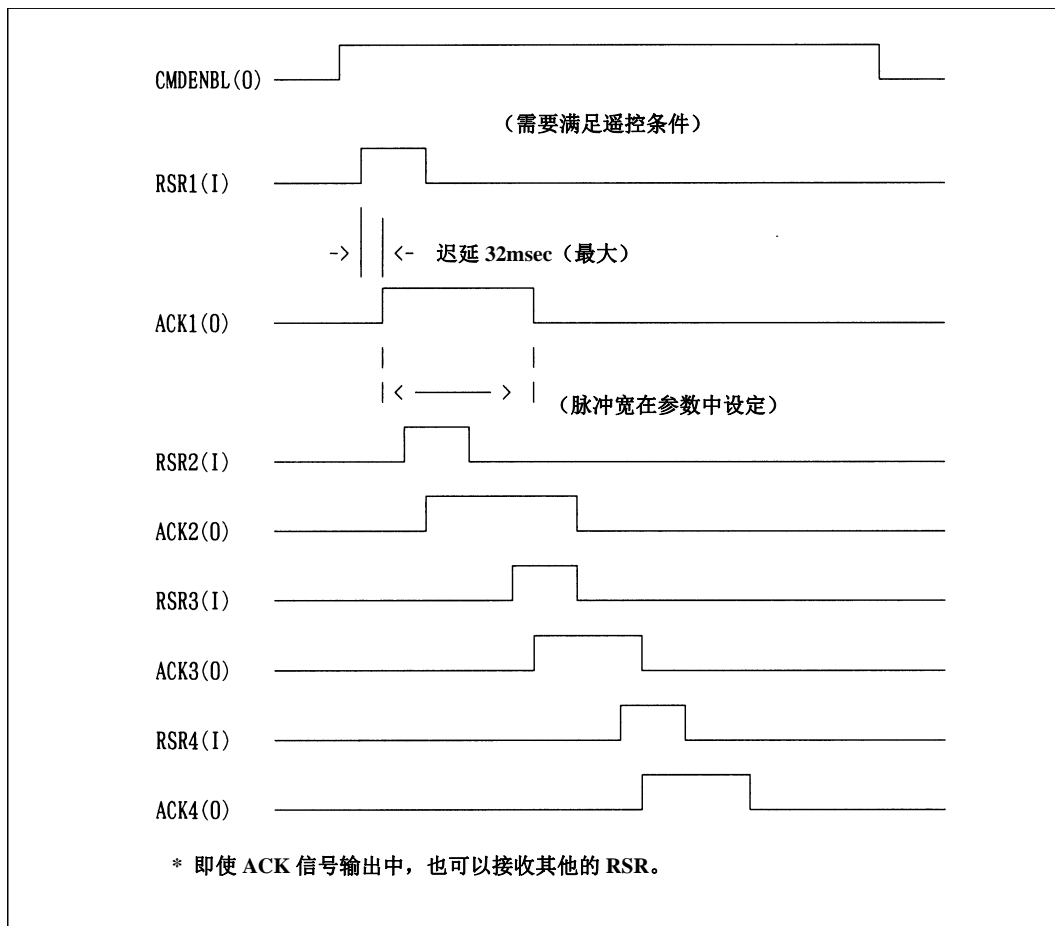 CMDENBL(O)
（需要满足遥控条件）
RSR1(I)
->  <- 迟延 32msec（最大）
ACK1(O)
（脉冲宽在参数中设定）
RSR2(I)
ACK2(O)
RSR3(I)
ACK3(O)
RSR4(I)
ACK4(O)
* 即使 ACK 信号输出中，也可以接收其他的 RSR。